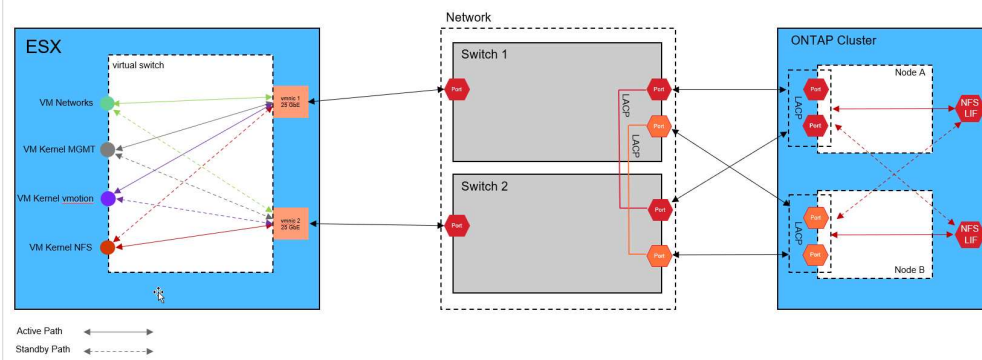 Network
ESX
virtual switch
VM Networks
VM Kernel MGMT
VM Kernel vmotion
VM Kernel NFS
vmnic 1
25 GbE
vmnic 2
25 GbE
Switch 1
Port
Port
Port
LACP
LACP
Switch 2
Port
Port
Port
ONTAP Cluster
Node A
LACP
Port
Port
NFS
LIF
LACP
Port
Port
Node B
NFS
LIF
Active Path
Standby Path